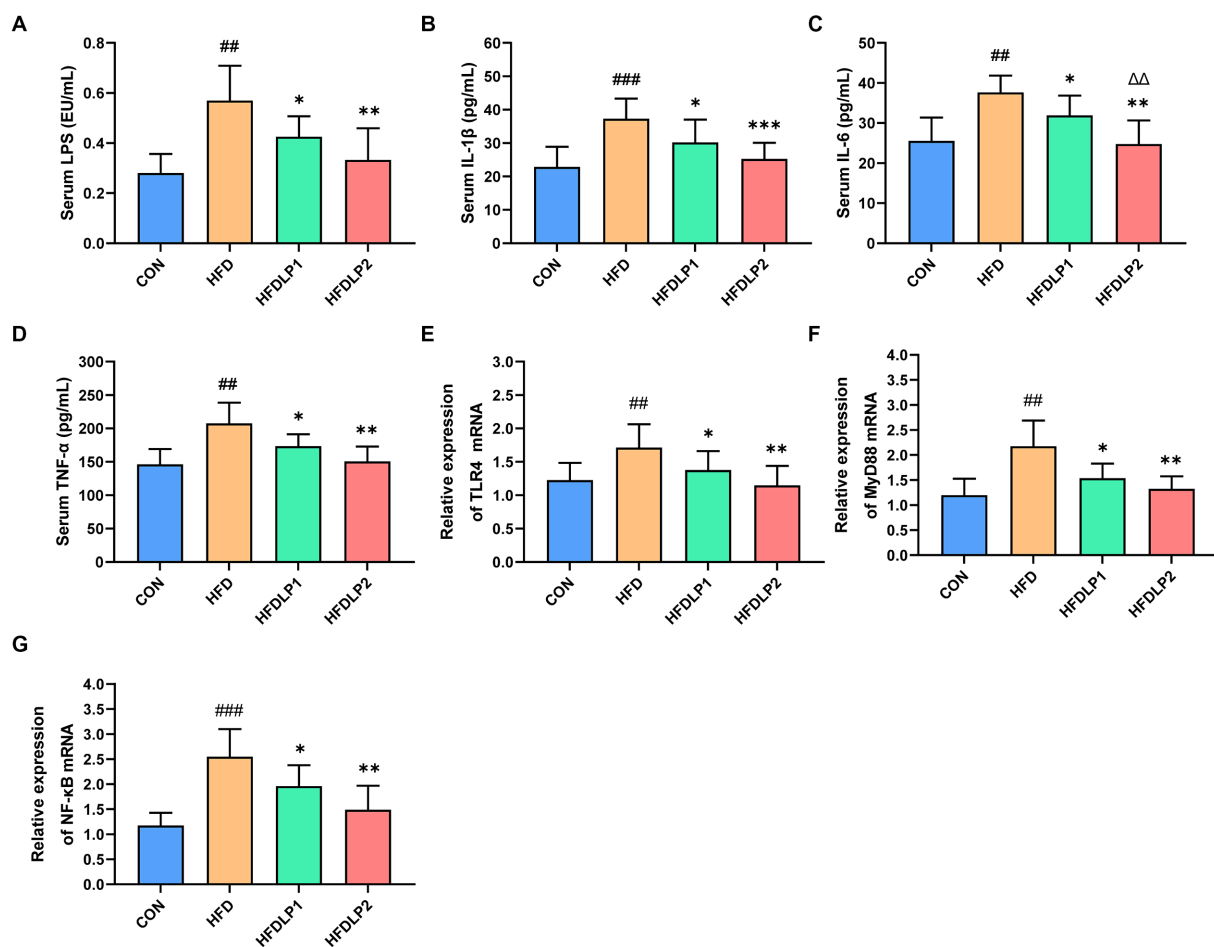 A
Serum LPS (EU/mL)
0.8
0.6
0.4
0.2
0.0
##
*
**
CON
HFD
HFDLP1
HFDLP2
B
Serum IL-1β (pg/mL)
60
50
40
30
20
10
0
###
*
***
CON
HFD
HFDLP1
HFDLP2
C
Serum IL-6 (pg/mL)
50
40
30
20
10
0
##
*
ΔΔ
**
CON
HFD
HFDLP1
HFDLP2
D
Serum TNF-α (pg/mL)
300
250
200
150
100
50
0
##
*
**
CON
HFD
HFDLP1
HFDLP2
E
Relative expression
of TLR4 mRNA
3.0
2.5
2.0
1.5
1.0
0.5
0.0
##
*
**
CON
HFD
HFDLP1
HFDLP2
F
Relative expression
of MyD88 mRNA
4.0
3.5
3.0
2.5
2.0
1.5
1.0
0.5
0.0
##
*
**
CON
HFD
HFDLP1
HFDLP2
G
Relative expression
of NF-κB mRNA
4.0
3.5
3.0
2.5
2.0
1.5
1.0
0.5
0.0
###
*
**
CON
HFD
HFDLP1
HFDLP2